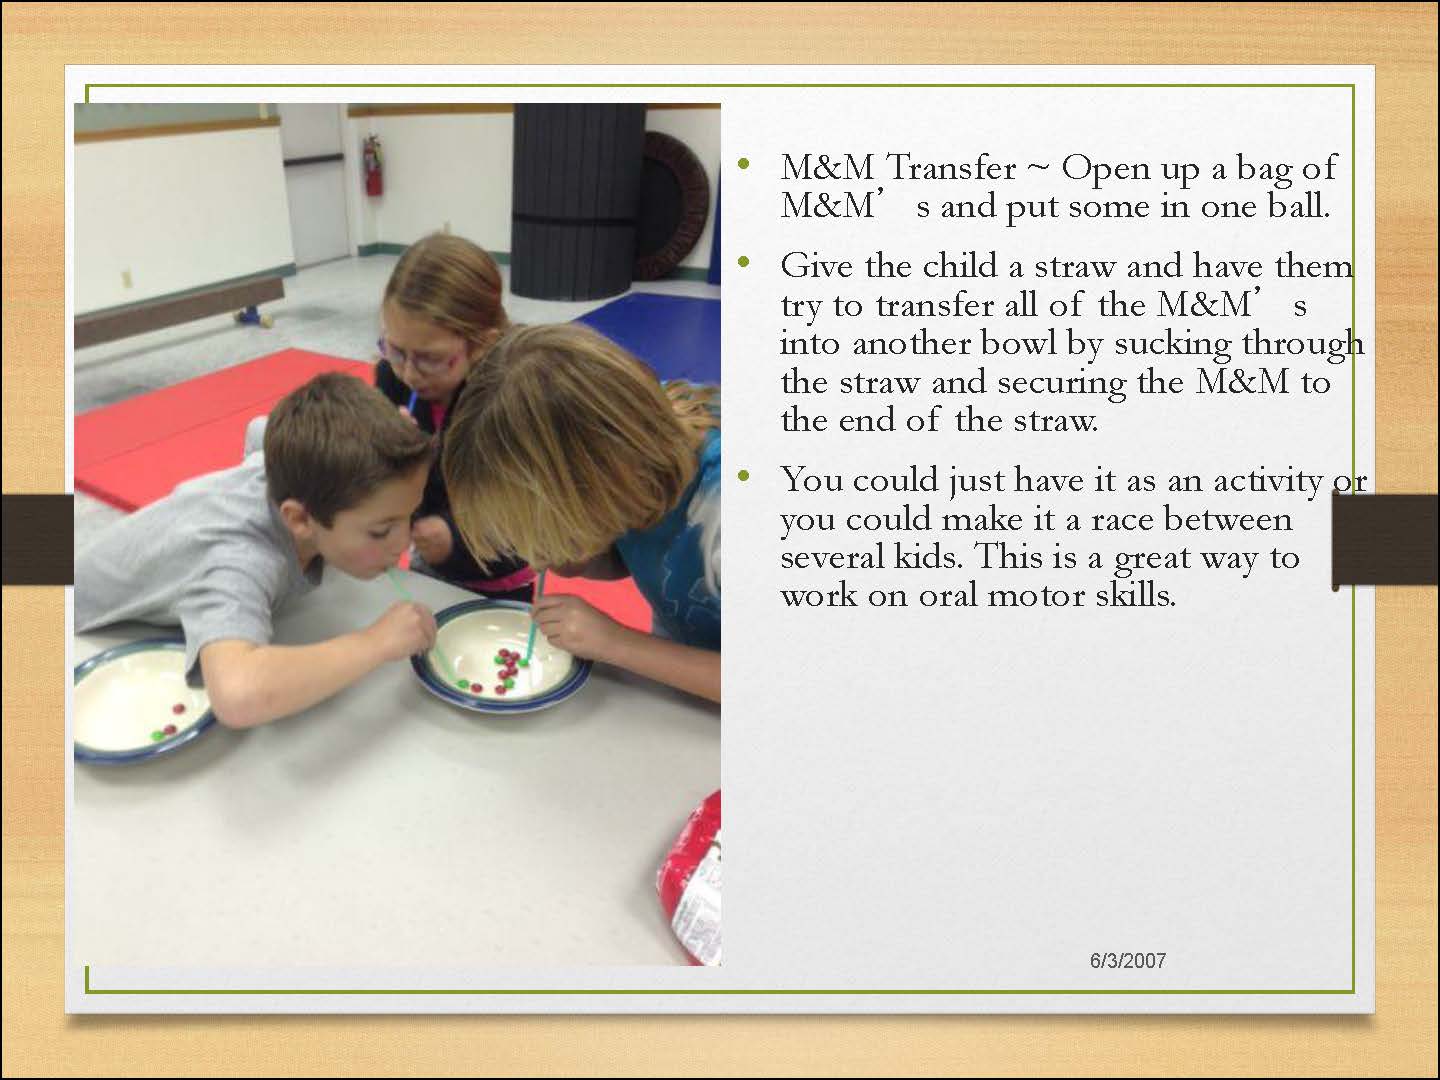 • M&M Transfer ~ Open up a bag of
M&M’ s and put some in one ball.
• Give the child a straw and have them
try to transfer all of the M&M’ s
into another bowl by sucking through
the straw and securing the M&M to
the end of the straw.
• You could just have it as an activity or
you could make it a race between
several kids. This is a great way to
work on oral motor skills.
6/3/2007